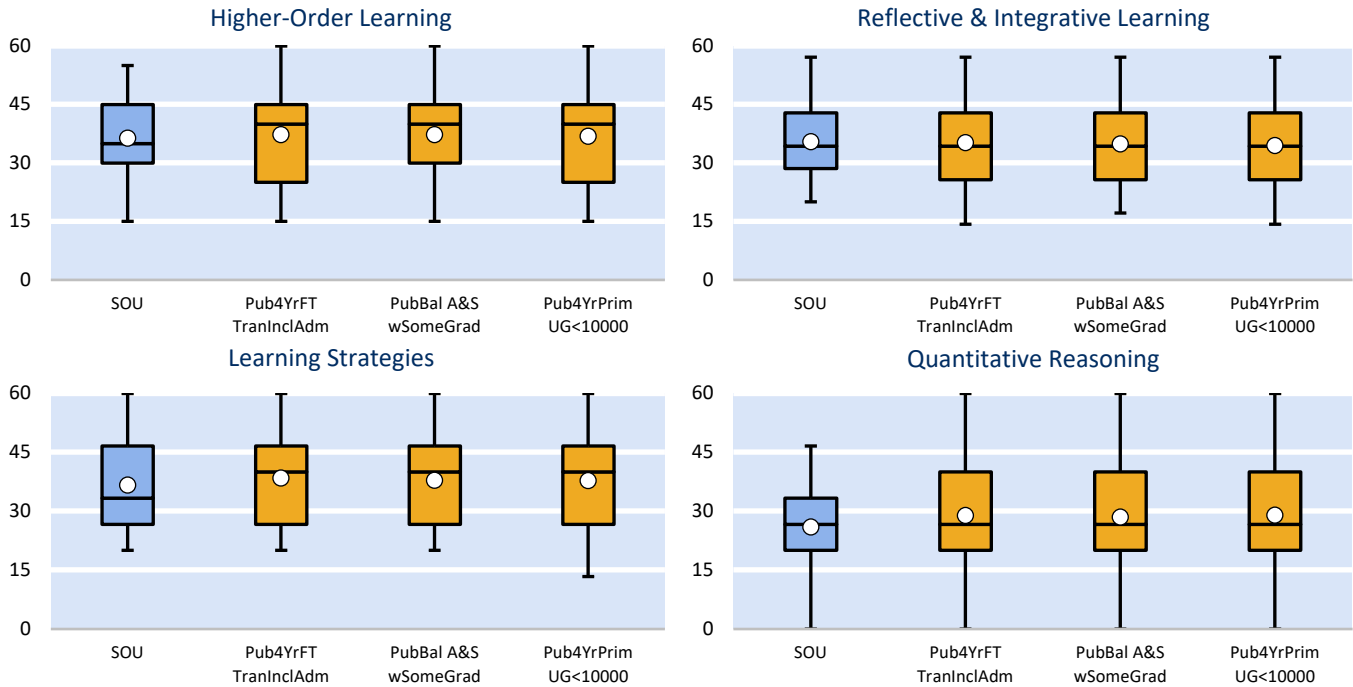 Higher-Order Learning
60
45
30
15
0
SOU
Pub4YrFT
TranInclAdm
PubBal A&S
wSomeGrad
Pub4YrPrim
UG<10000
Reflective & Integrative Learning
60
45
30
15
0
SOU
Pub4YrFT
TranInclAdm
PubBal A&S
wSomeGrad
Pub4YrPrim
UG<10000
Learning Strategies
60
45
30
15
0
SOU
Pub4YrFT
TranInclAdm
PubBal A&S
wSomeGrad
Pub4YrPrim
UG<10000
Quantitative Reasoning
60
45
30
15
0
SOU
Pub4YrFT
TranInclAdm
PubBal A&S
wSomeGrad
Pub4YrPrim
UG<10000